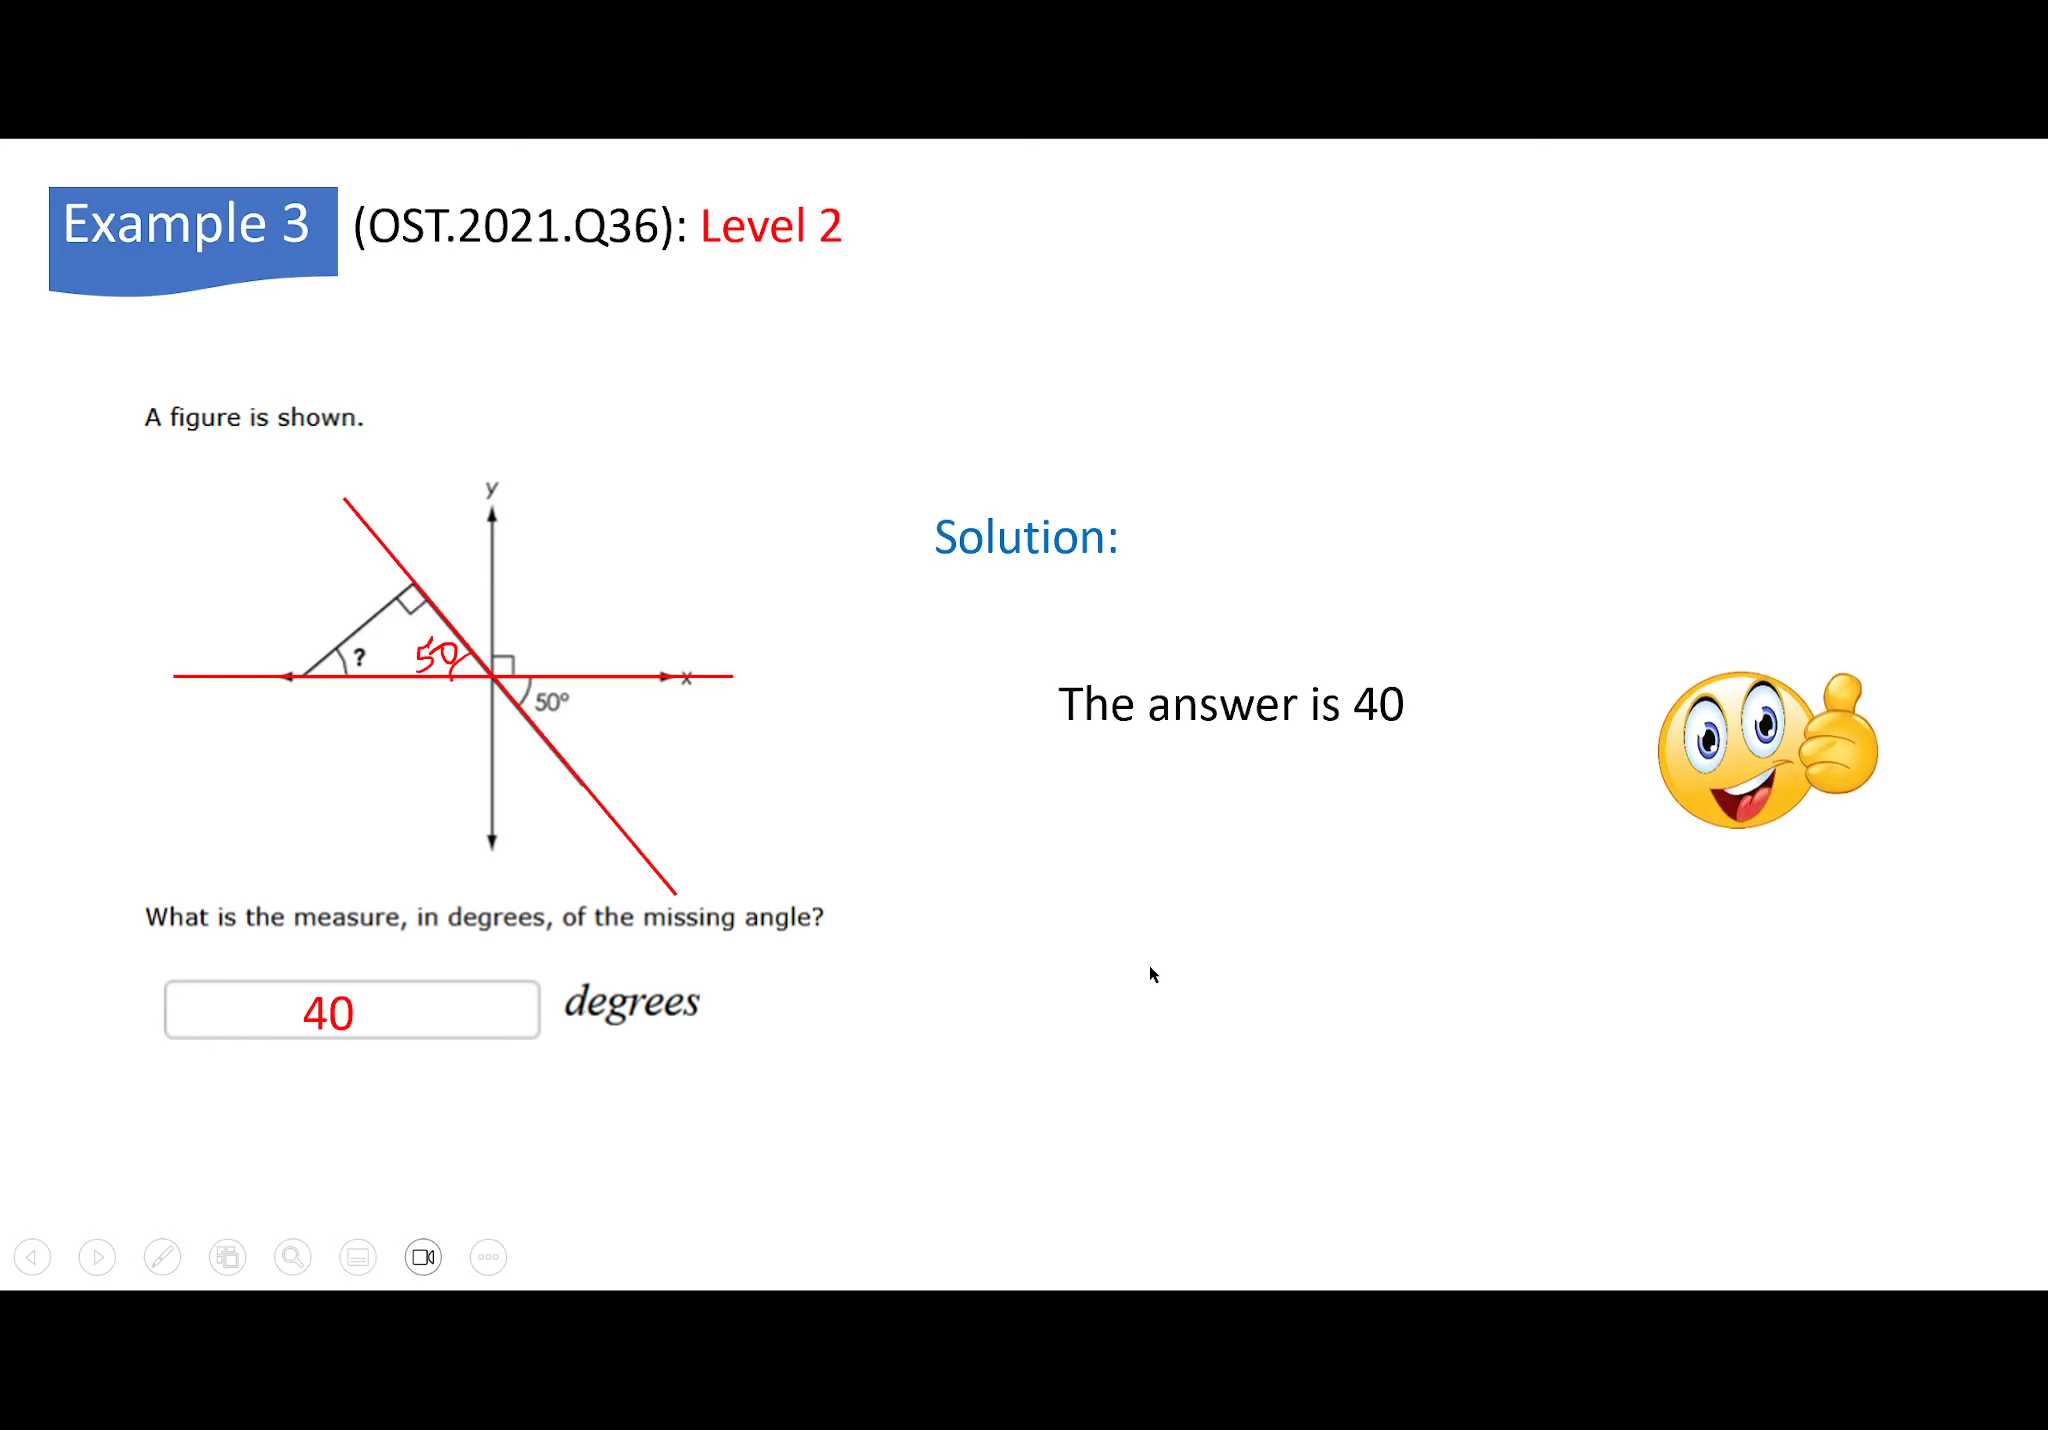 Example 3 (OST.2021.Q36): Level 2
A figure is shown.
y
Solution:
50
?
x
50°
The answer is 40
What is the measure, in degrees, of the missing angle?
40 degrees